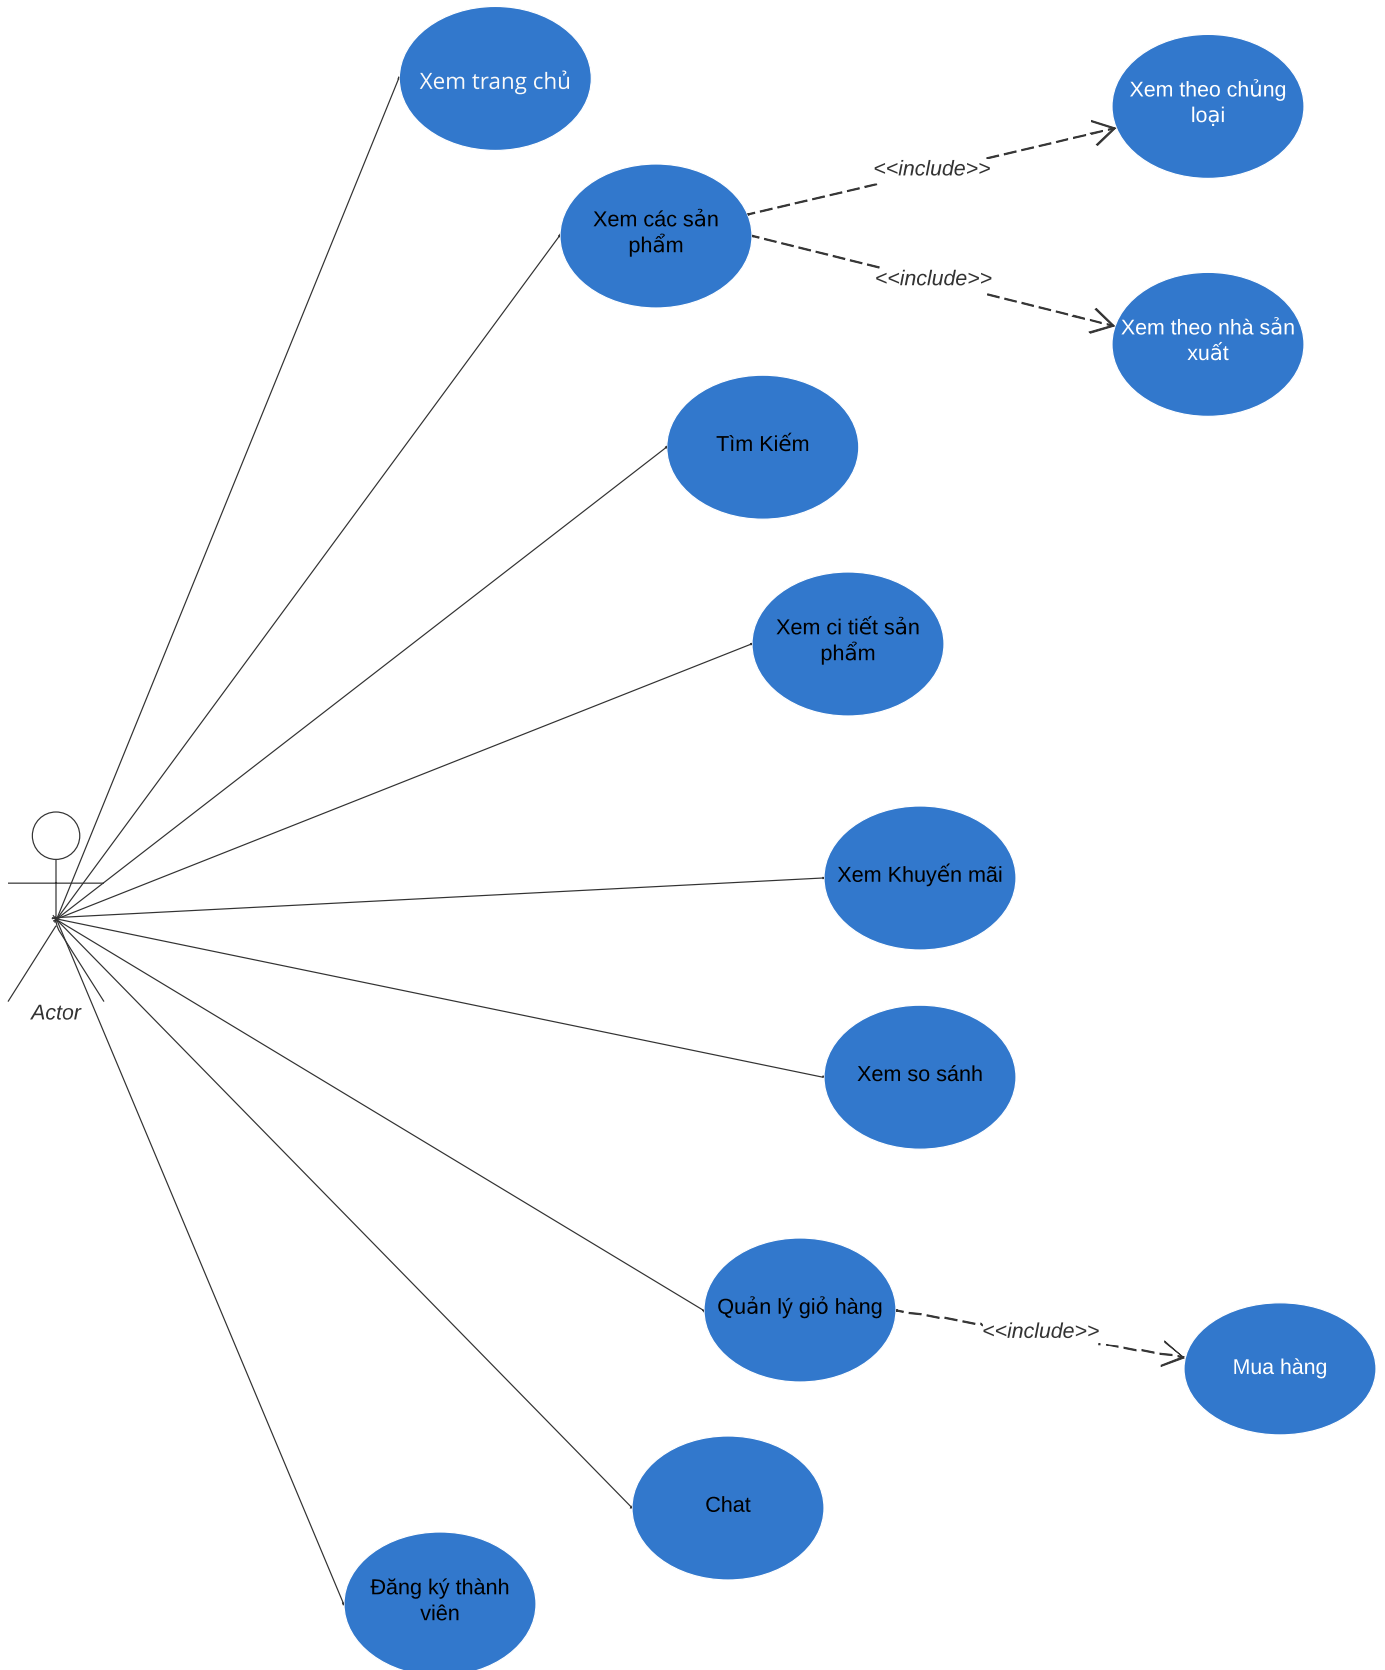 Xem trang chủ
Xem theo chủng
loại
<<include>>
Xem các sản
phẩm
<<include>>
Xem theo nhà sản
xuất
Tìm Kiếm
Xem ci tiết sản
phẩm
Xem Khuyến mãi
Actor
Xem so sánh
Quản lý giỏ hàng
<<include>>
Mua hàng
Chat
Đăng ký thành
viên